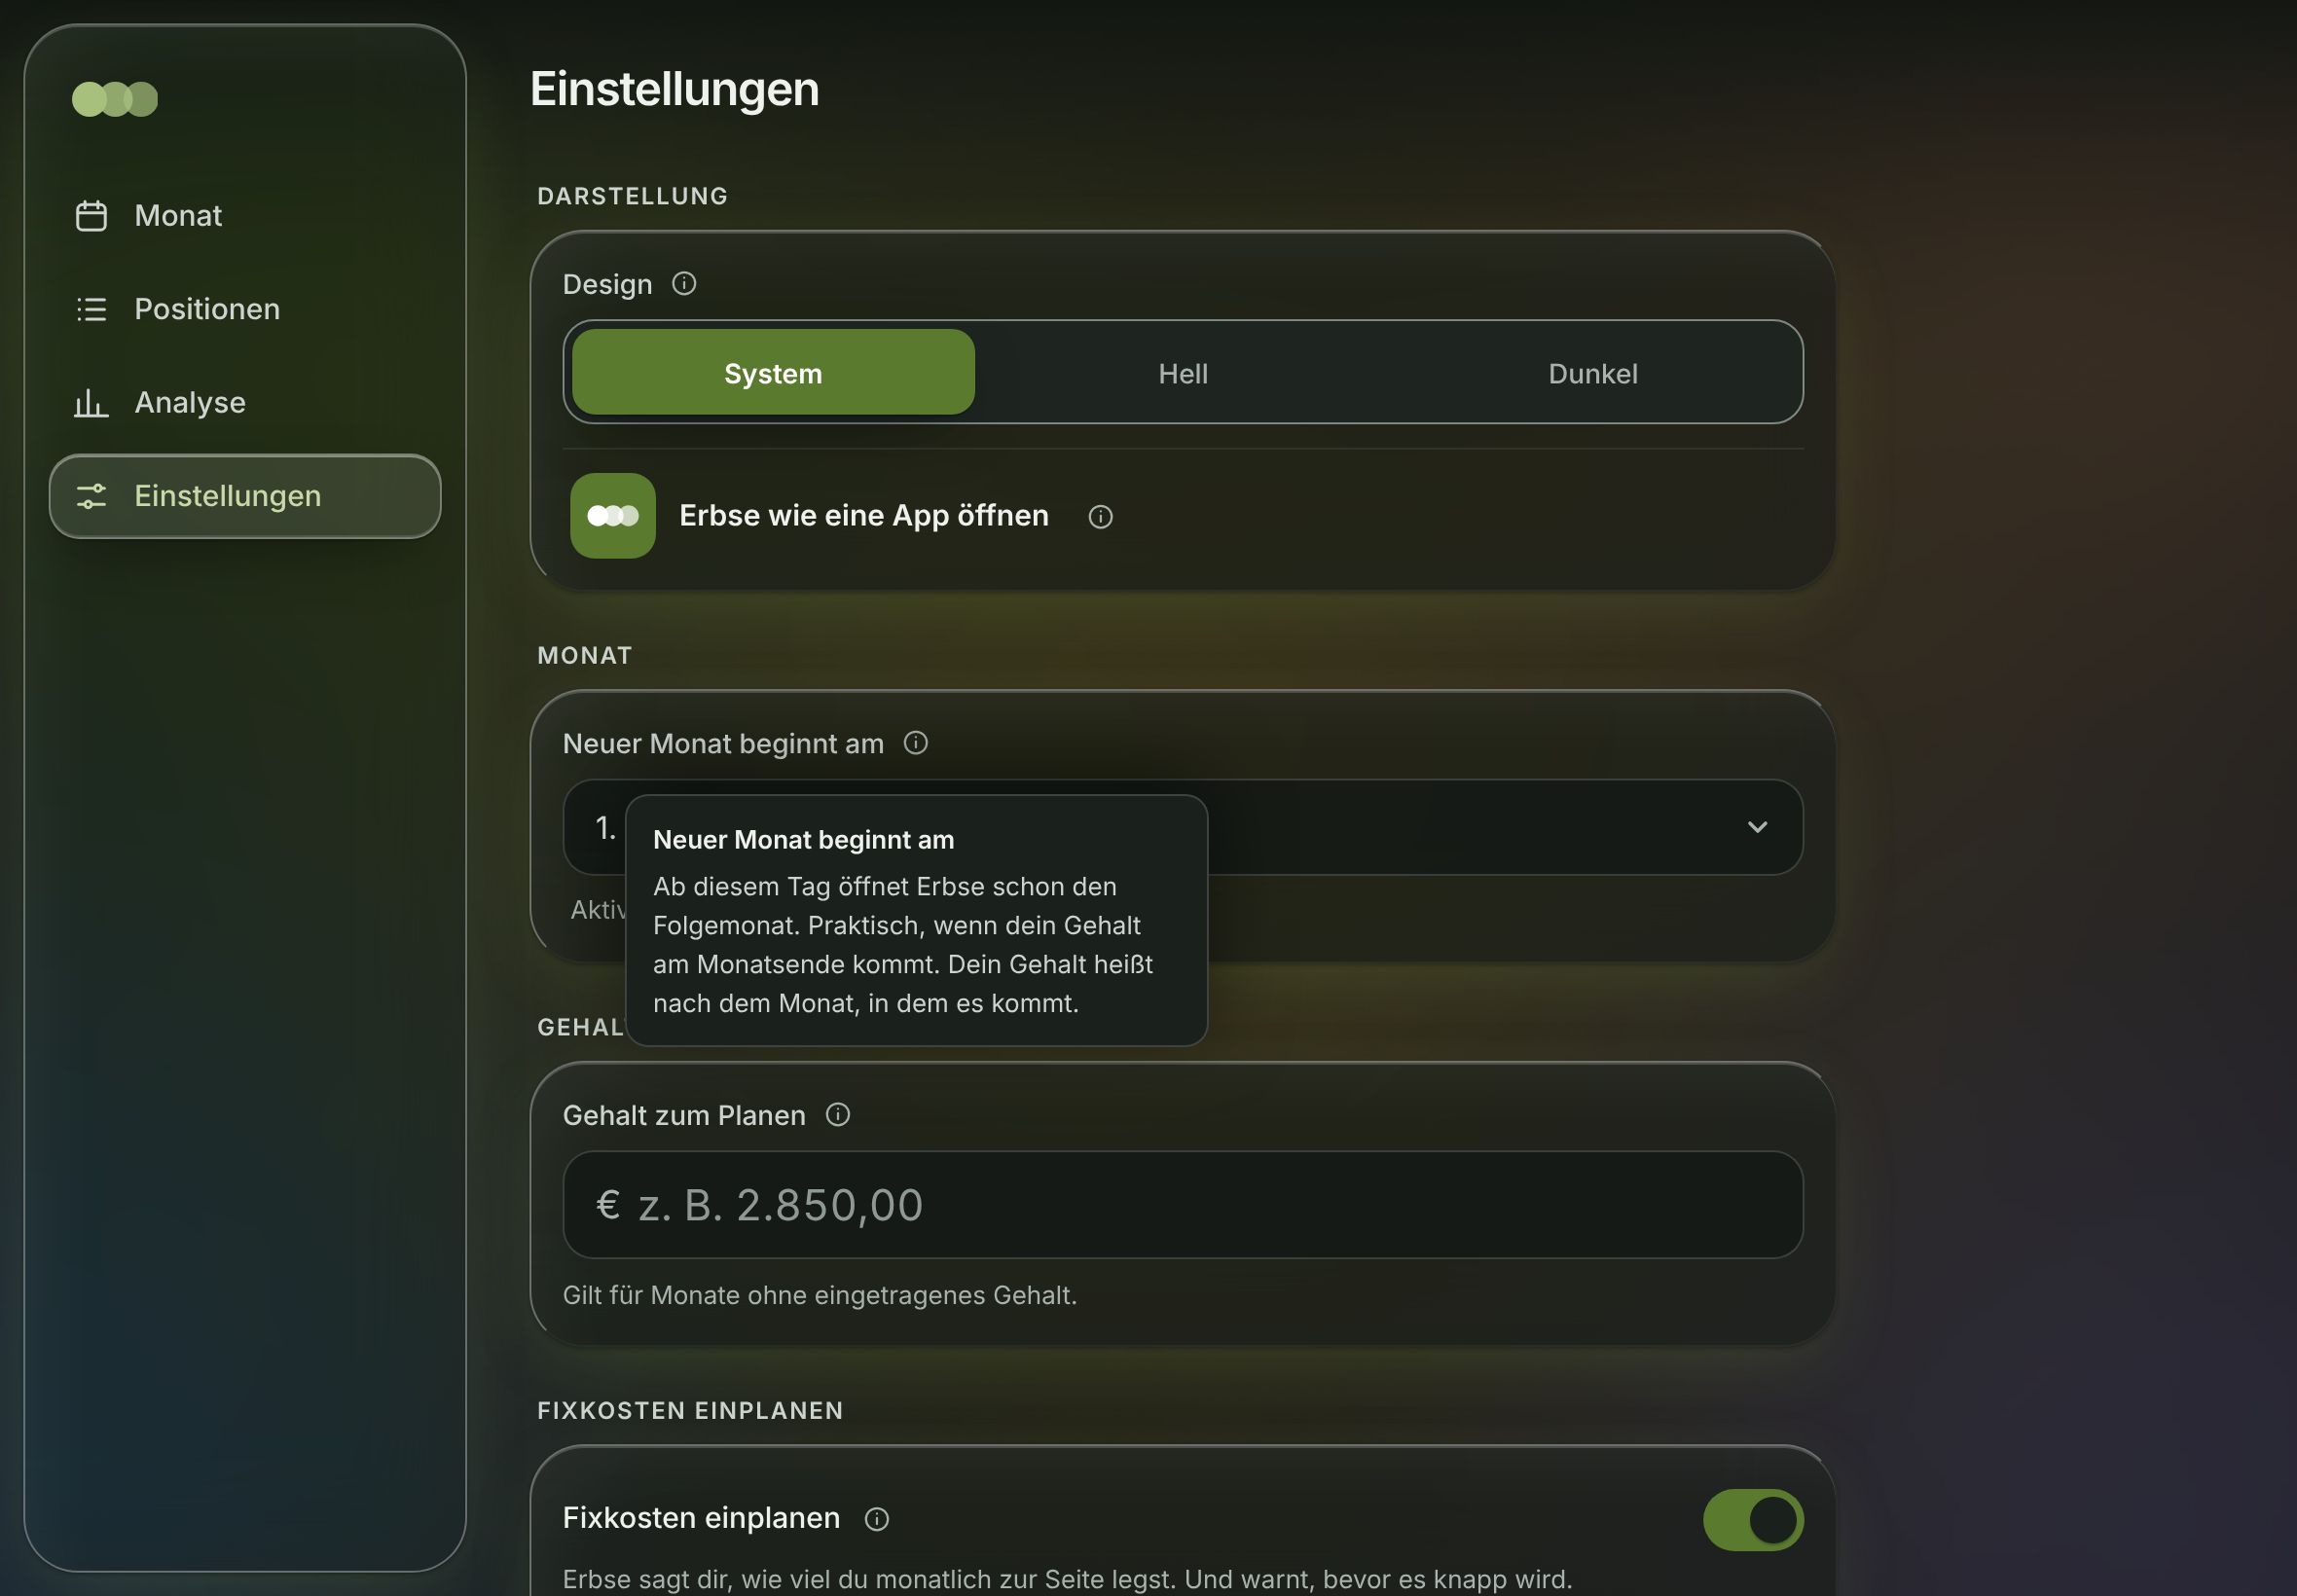 Einstellungen
Monat
Positionen
Analyse
Einstellungen
DARSTELLUNG
Design
System
Hell
Dunkel
Erbse wie eine App öffnen
MONAT
Neuer Monat beginnt am
1.
Neuer Monat beginnt am
Ab diesem Tag öffnet Erbse schon den
Folgemonat. Praktisch, wenn dein Gehalt
am Monatsende kommt. Dein Gehalt heißt
nach dem Monat, in dem es kommt.
Gehalt zum Planen
€ z. B. 2.850,00
Gilt für Monate ohne eingetragenes Gehalt.
FIXKOSTEN EINPLANEN
Fixkosten einplanen
Erbse sagt dir, wie viel du monatlich zur Seite legst. Und warnt, bevor es knapp wird.